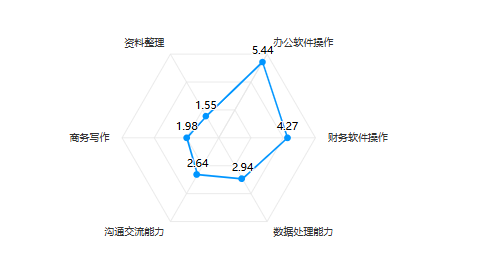 资料整理
办公软件操作
5.44
1.55
1.98
4.27
商务写作
财务软件操作
2.64
2.94
沟通交流能力
数据处理能力